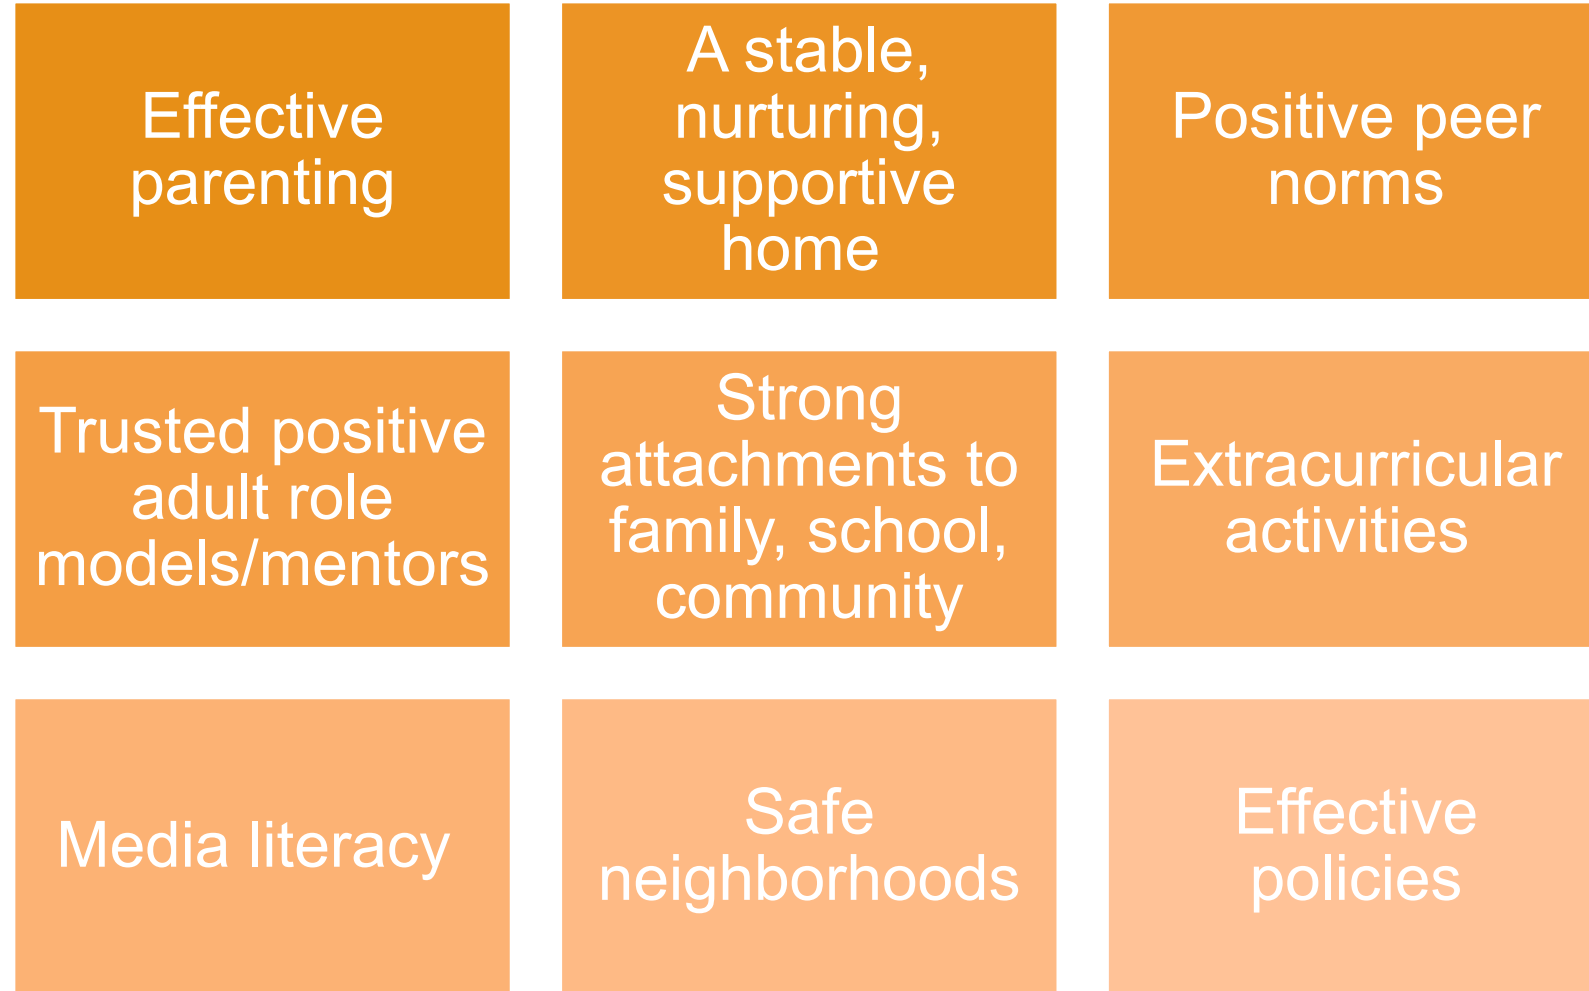 Effective
parenting
A stable,
nurturing,
supportive
home
Positive peer
norms
Trusted positive
adult role
models/mentors
Strong
attachments to
family, school,
community
Extracurricular
activities
Media literacy
Safe
neighborhoods
Effective
policies